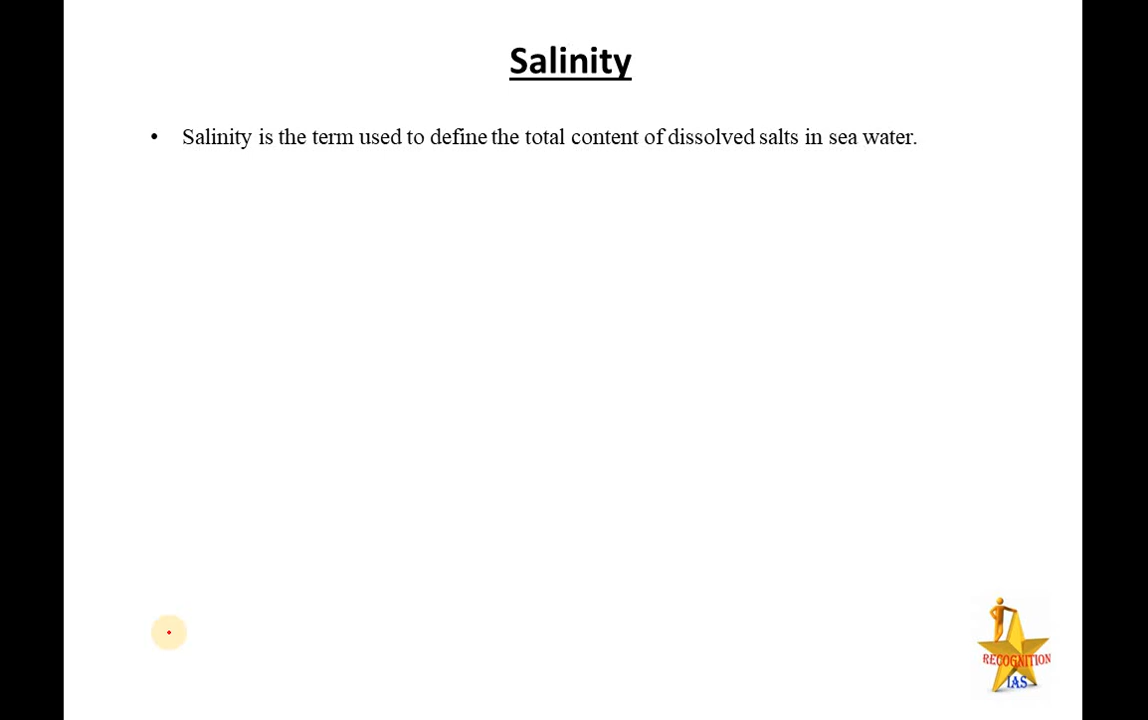 Salinity
• Salinity is the term used to define the total content of dissolved salts in sea water.
RECOGNITION
IAS